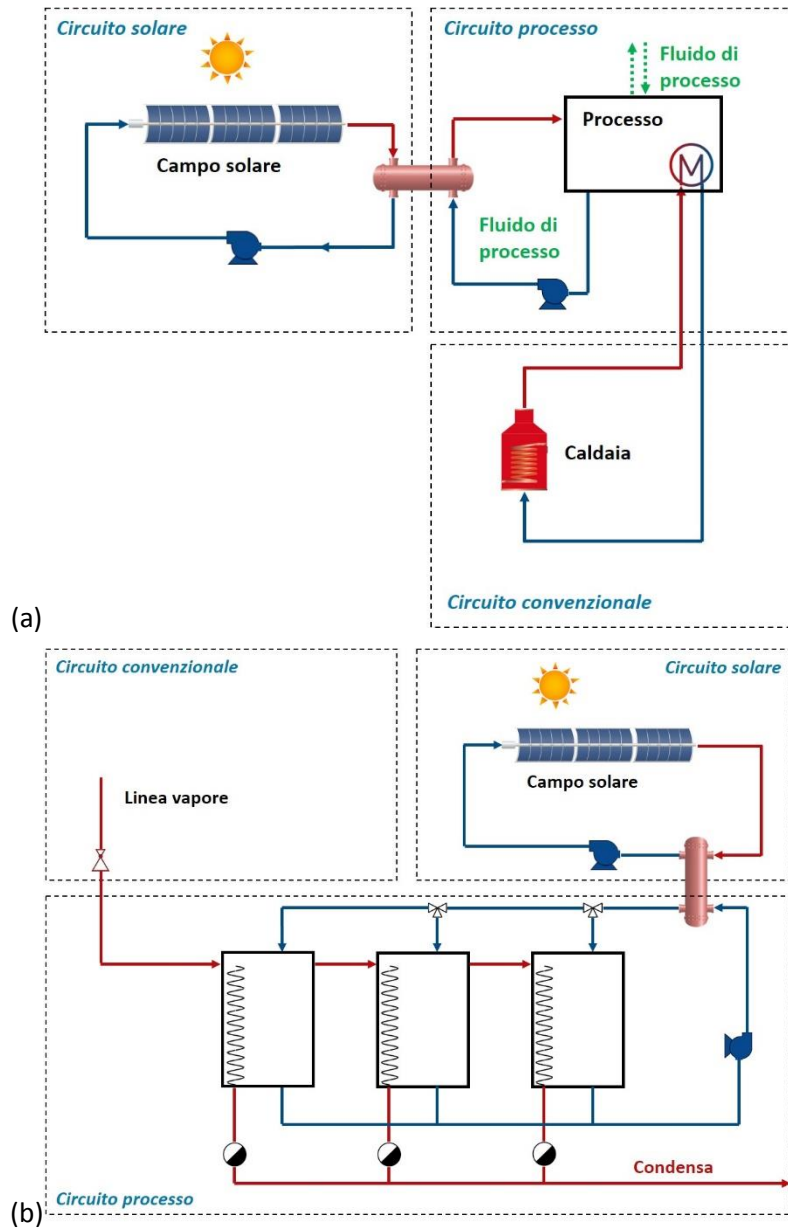 Circuito solare
Circuito processo
Fluido di
processo
Processo
Campo solare
Fluido di
processo
Caldaia
Circuito convenzionale
(a)
Circuito convenzionale
Circuito solare
Linea vapore
Campo solare
Condensa
Circuito processo
(b)